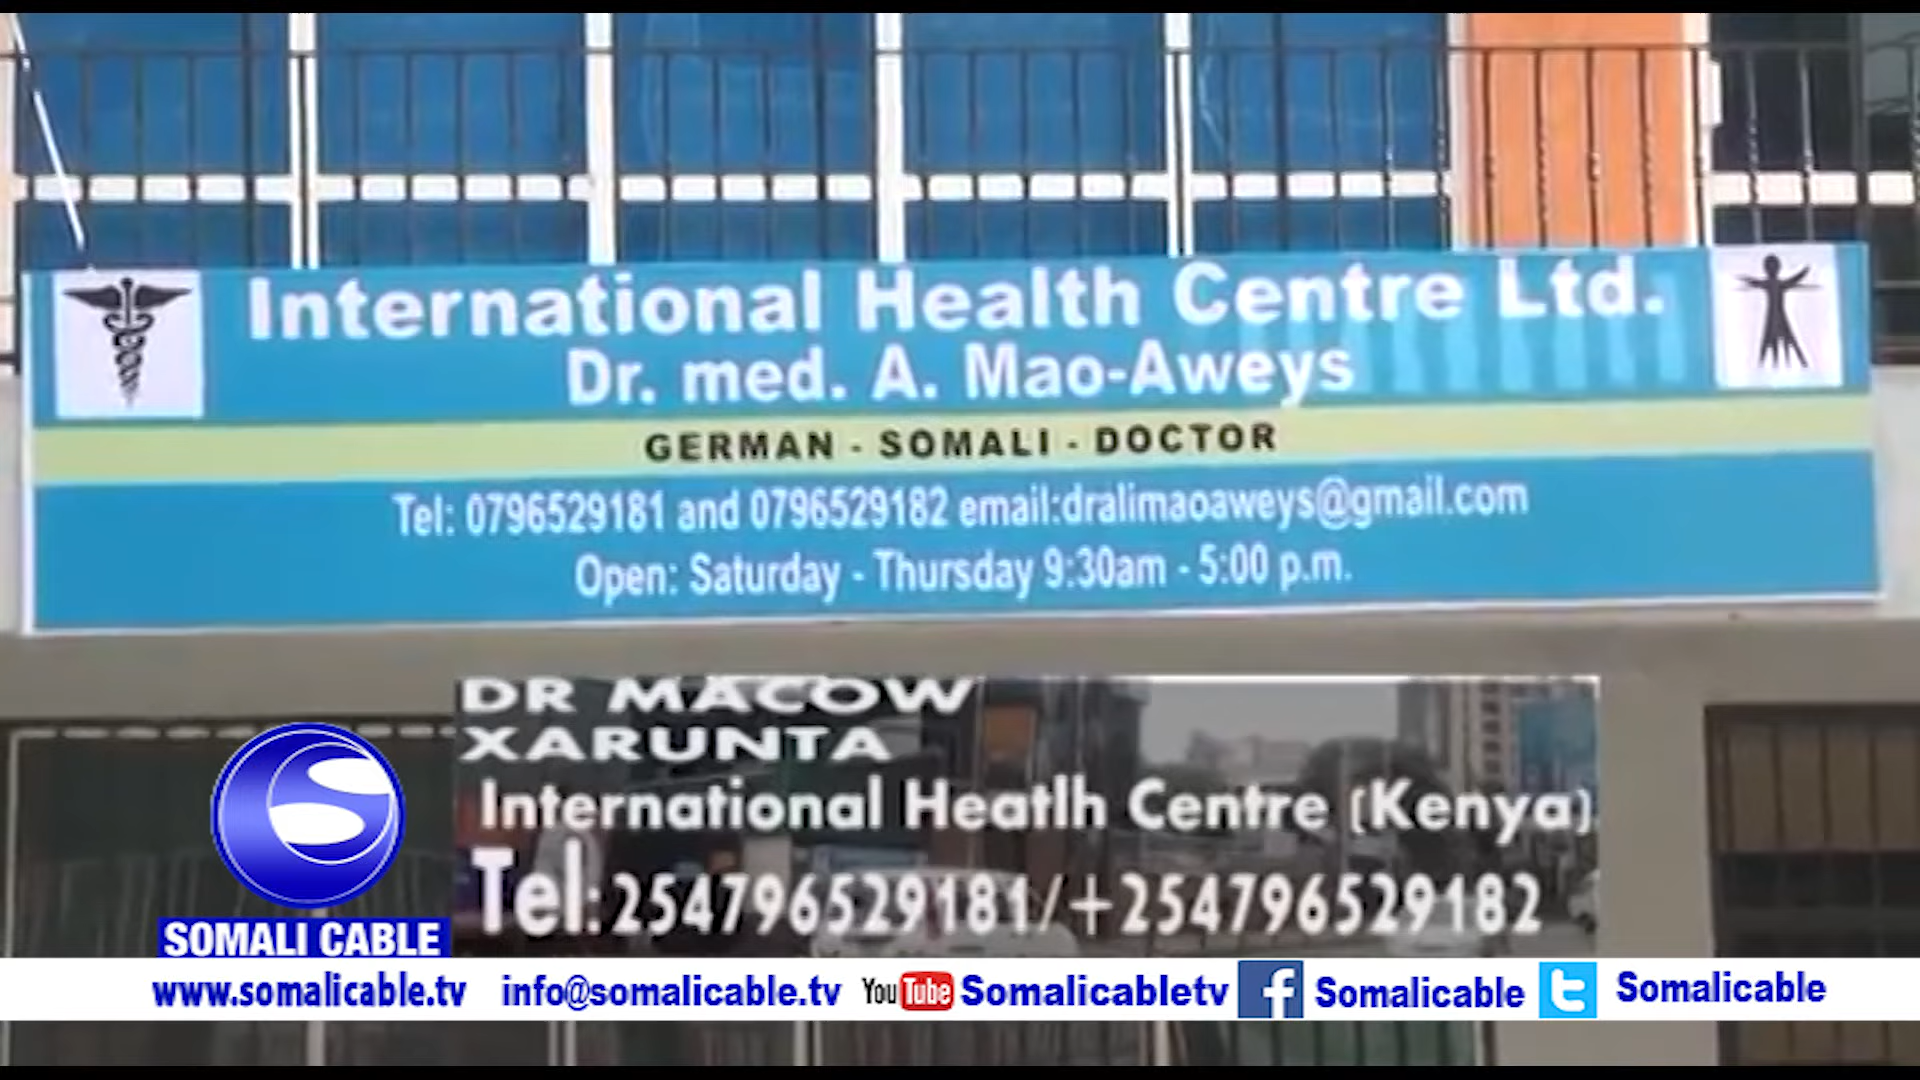 International Health Centre Ltd.
Dr. med. A. Mao-Aweys
GERMAN - SOMALI - DOCTOR
Tel: 0796529181 and 0796529182 email:dralimaoaweys@gmail.com
Open: Saturday - Thursday 9:30am - 5:00 p.m.
DR MACOW
XARUNTA
International Heatlh Centre (Kenya).
Tel:254796529181/+254796529182
SOMALI CABLE
www.somalicable.tv info@somalicable.tv YouTube Somalicabletv f Somalicable t Somalicable